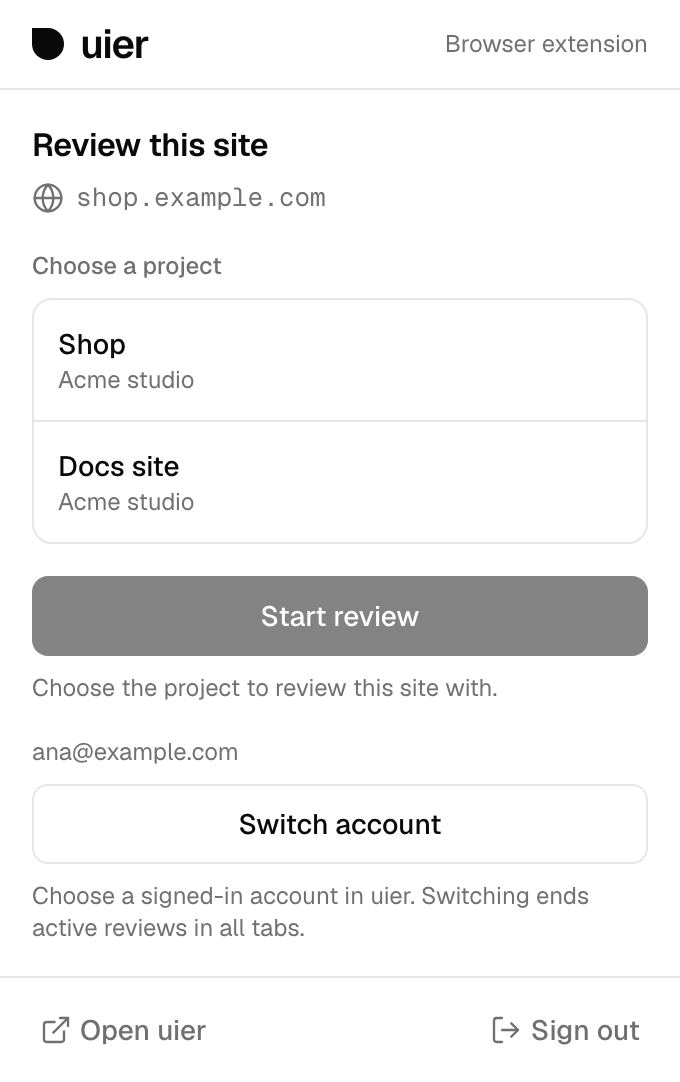 uier
Browser extension
Review this site
shop.example.com
Choose a project
Shop
Acme studio
Docs site
Acme studio
Start review
Choose the project to review this site with.
ana@example.com
Switch account
Choose a signed-in account in uier. Switching ends
active reviews in all tabs.
Open uier
Sign out